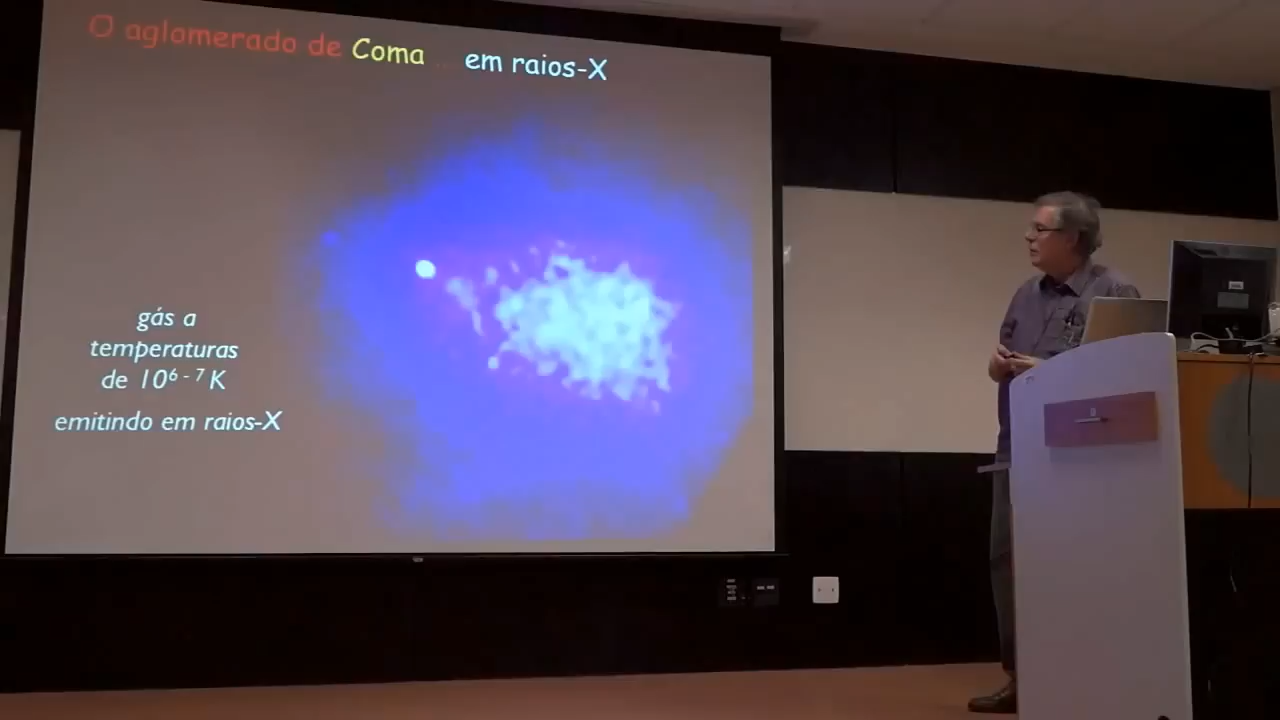 O aglomerado de Coma ... em raios-X
gás a
temperaturas
de 10⁶ ⁻ ⁷ K
emitindo em raios-X